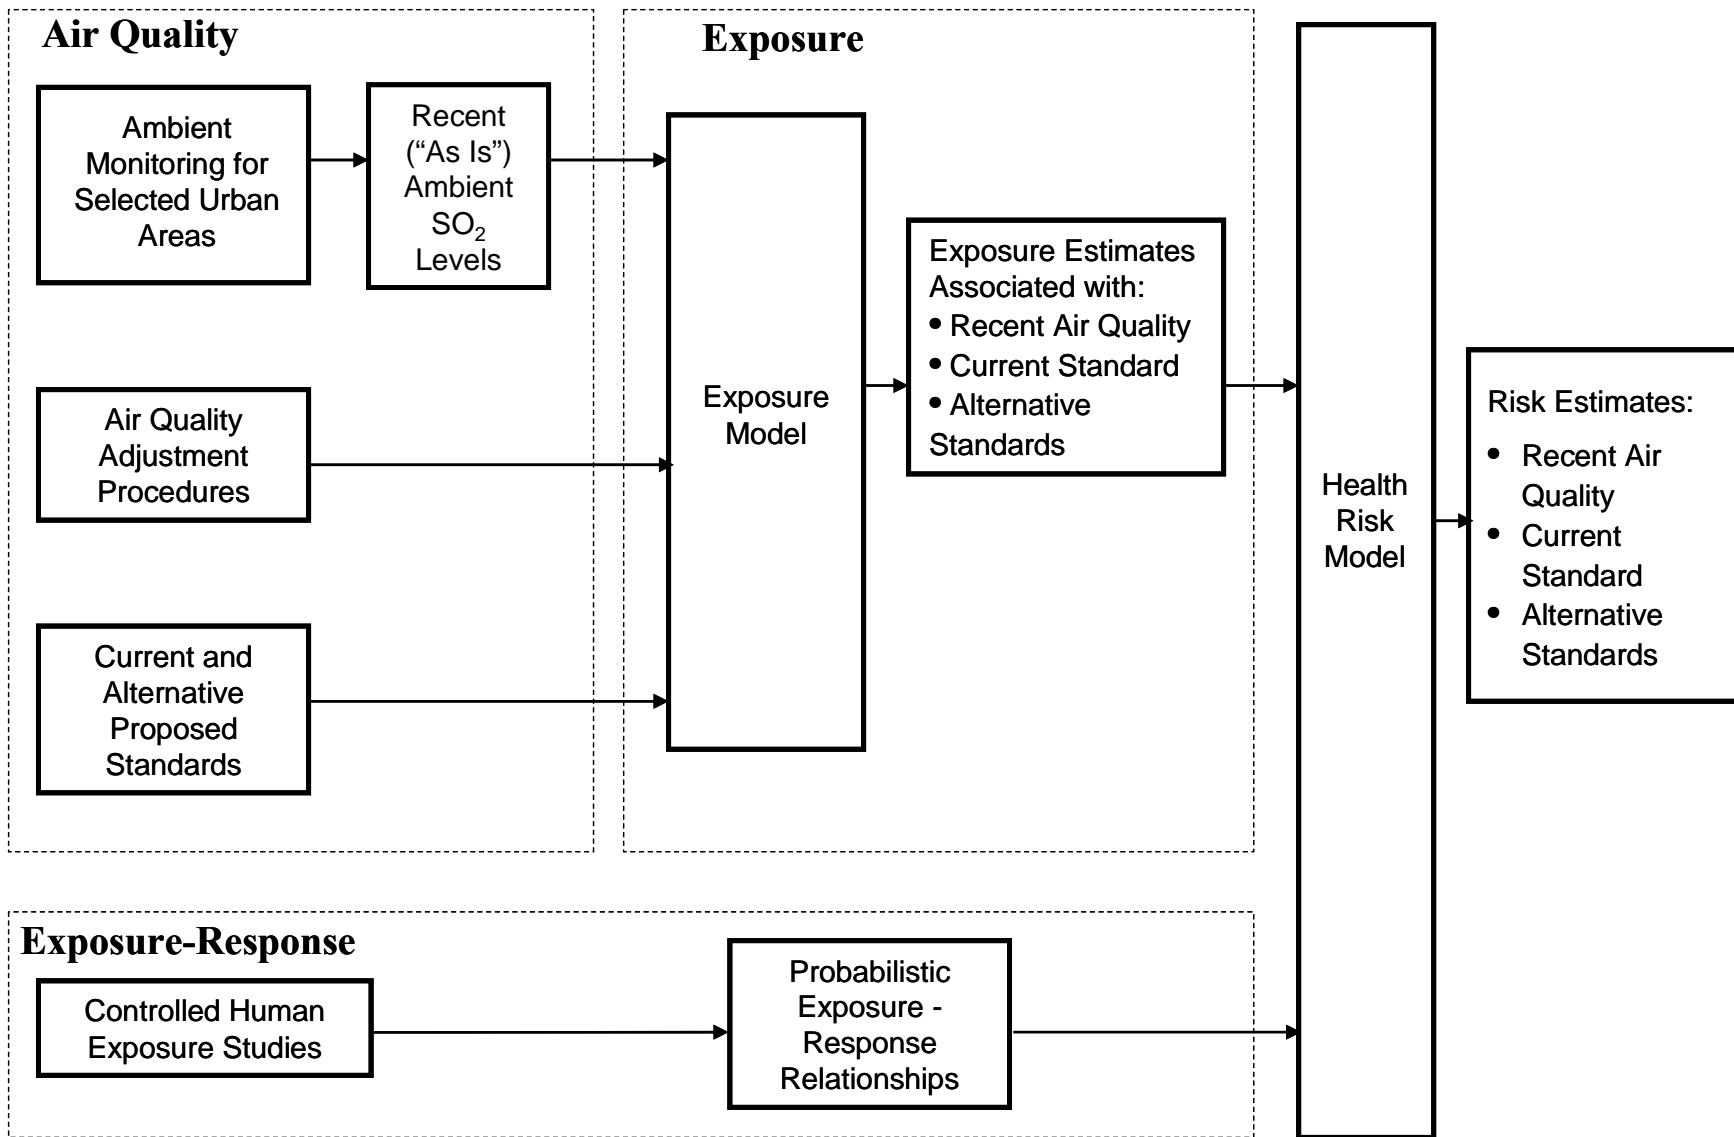 Air Quality
Ambient
Monitoring for
Selected Urban
Areas
Recent
(“As Is”)
Ambient
SO₂
Levels
Air Quality
Adjustment
Procedures
Current and
Alternative
Proposed
Standards
Exposure
Exposure
Model
Exposure Estimates
Associated with:
• Recent Air Quality
• Current Standard
• Alternative
Standards
Health
Risk
Model
Risk Estimates:
• Recent Air
Quality
• Current
Standard
• Alternative
Standards
Exposure-Response
Controlled Human
Exposure Studies
Probabilistic
Exposure -
Response
Relationships